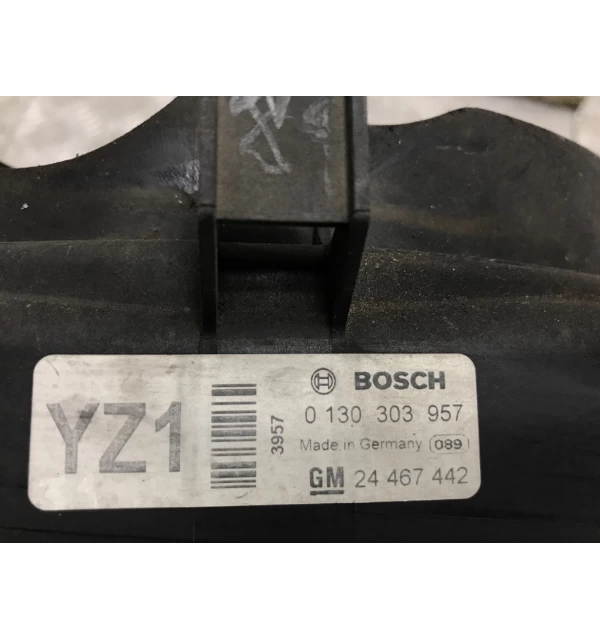 YZ1
3957
BOSCH
0 130 303 957
Made in Germany 089
GM 24 467 442